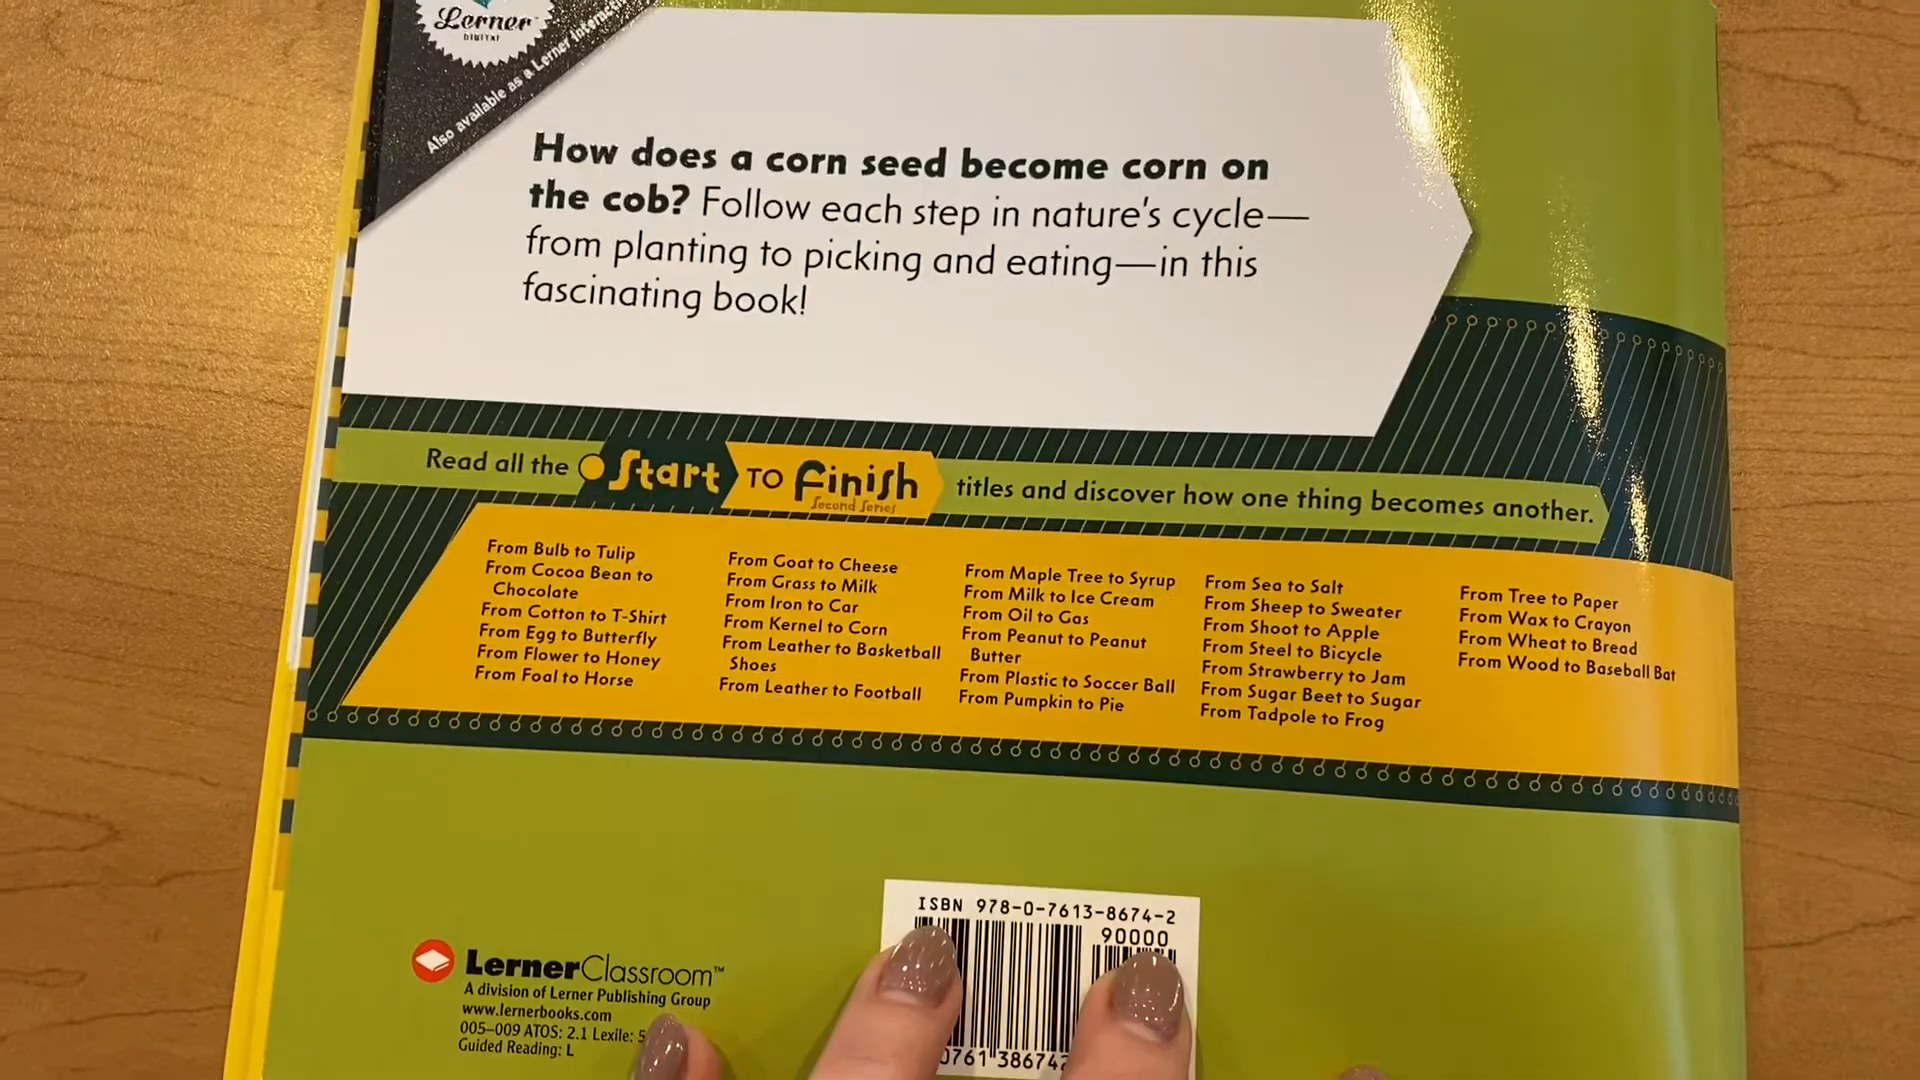 Lerner
DIGITAL
Also available as a Lerner
How does a corn seed become corn on
the cob? Follow each step in nature's cycle—
from planting to picking and eating—in this
fascinating book!
Read all the Start TO Finish titles and discover how one thing becomes another.
Second Series
From Bulb to Tulip
From Cocoa Bean to
Chocolate
From Cotton to T-Shirt
From Egg to Butterfly
From Flower to Honey
From Foal to Horse
From Goat to Cheese
From Grass to Milk
From Iron to Car
From Kernel to Corn
From Leather to Basketball
Shoes
From Leather to Football
From Maple Tree to Syrup
From Milk to Ice Cream
From Oil to Gas
From Peanut to Peanut
Butter
From Plastic to Soccer Ball
From Pumpkin to Pie
From Sea to Salt
From Sheep to Sweater
From Shoot to Apple
From Steel to Bicycle
From Strawberry to Jam
From Sugar Beet to Sugar
From Tadpole to Frog
From Tree to Paper
From Wax to Crayon
From Wheat to Bread
From Wood to Baseball Bat
ISBN 978-0-7613-8674-2
90000
LernerClassroom™
A division of Lerner Publishing Group
www.lernerbooks.com
005–009 ATOS: 2.1 Lexile:
Guided Reading: L